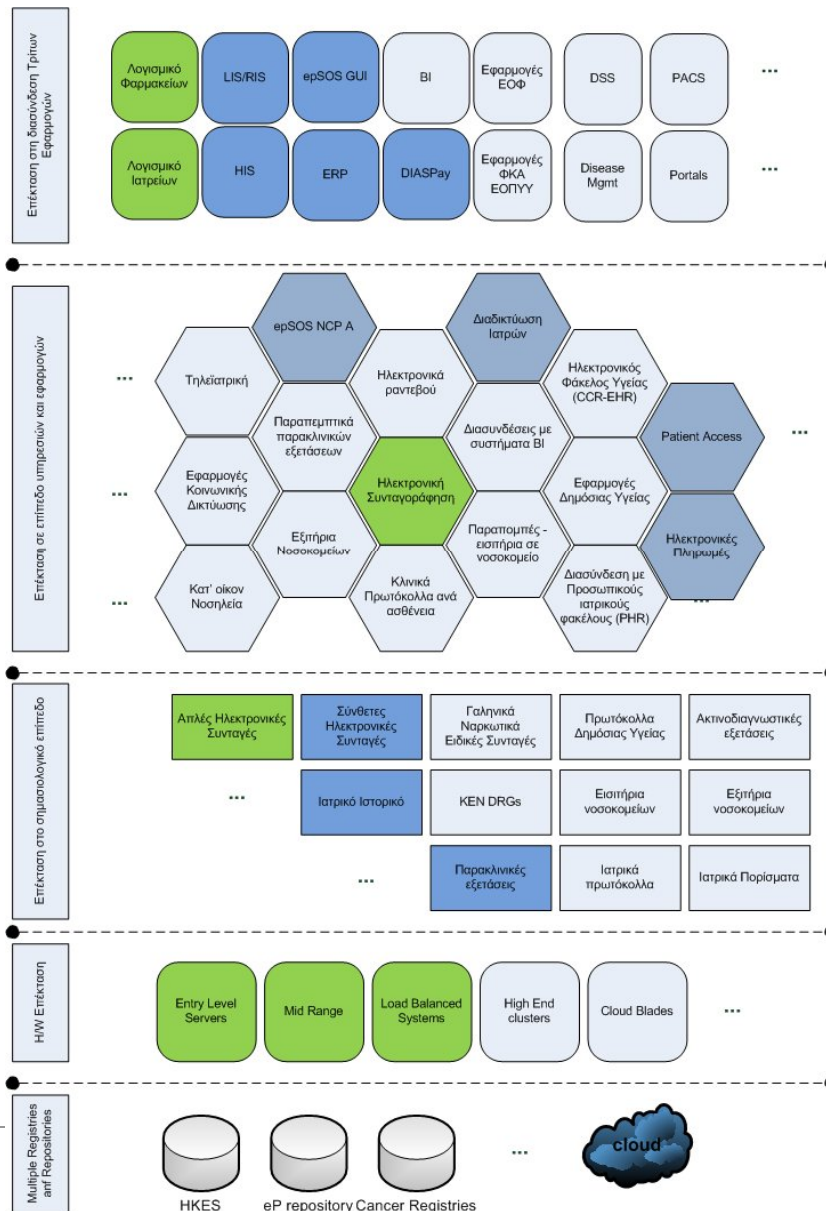 Επέκταση στη διασύνδεση Τρίτων
Εφαρμογών
Λογισμικό
Φαρμακείων
LIS/RIS
epSOS GUI
BI
Εφαρμογές
ΕΟΦ
DSS
PACS
...
Λογισμικό
Ιατρείων
HIS
ERP
DIASPay
Εφαρμογές
ΦΚΑ
ΕΟΠΥΥ
Disease
Mgmt
Portals
...
Επέκταση σε επίπεδο υπηρεσιών και εφαρμογών
epSOS NCP A
Διαδικτύωση
Ιατρών
...
Τηλεϊατρική
Ηλεκτρονικά
ραντεβού
Ηλεκτρονικός
Φάκελος Υγείας
(CCR-EHR)
Παραπεμπτικά
παρακλινικών
εξετάσεων
Διασυνδέσεις με
συστήματα BI
Patient Access
...
...
Εφαρμογές
Κοινωνικής
Δικτύωσης
Ηλεκτρονική
Συνταγογράφηση
Εφαρμογές
Δημόσιας Υγείας
Εξιτήρια
Νοσοκομείων
Παραπομπές -
εισιτήρια σε
νοσοκομείο
Ηλεκτρονικές
Πληρωμές
...
Κατ' οίκον
Νοσηλεία
Κλινικά
Πρωτόκολλα ανά
ασθένεια
Διασύνδεση με
Προσωπικούς
ιατρικούς
φακέλους (PHR)
...
Επέκταση στο σημασιολογικό επίπεδο
Απλές Ηλεκτρονικές
Συνταγές
Σύνθετες
Ηλεκτρονικές
Συνταγές
Γαληνικά
Ναρκωτικά
Ειδικές Συνταγές
Πρωτόκολλα
Δημόσιας Υγείας
Ακτινοδιαγνωστικές
εξετάσεις
...
Ιατρικό Ιστορικό
ΚΕΝ DRGs
Εισιτήρια
νοσοκομείων
Εξιτήρια
νοσοκομείων
...
Παρακλινικές
εξετάσεις
Ιατρικά
πρωτόκολλα
Ιατρικά Πορίσματα
H/W Επέκταση
Entry Level
Servers
Mid Range
Load Balanced
Systems
High End
clusters
Cloud Blades
...
Multiple Registries
anf Repositories
HKES
eP repository
Cancer Registries
...
cloud